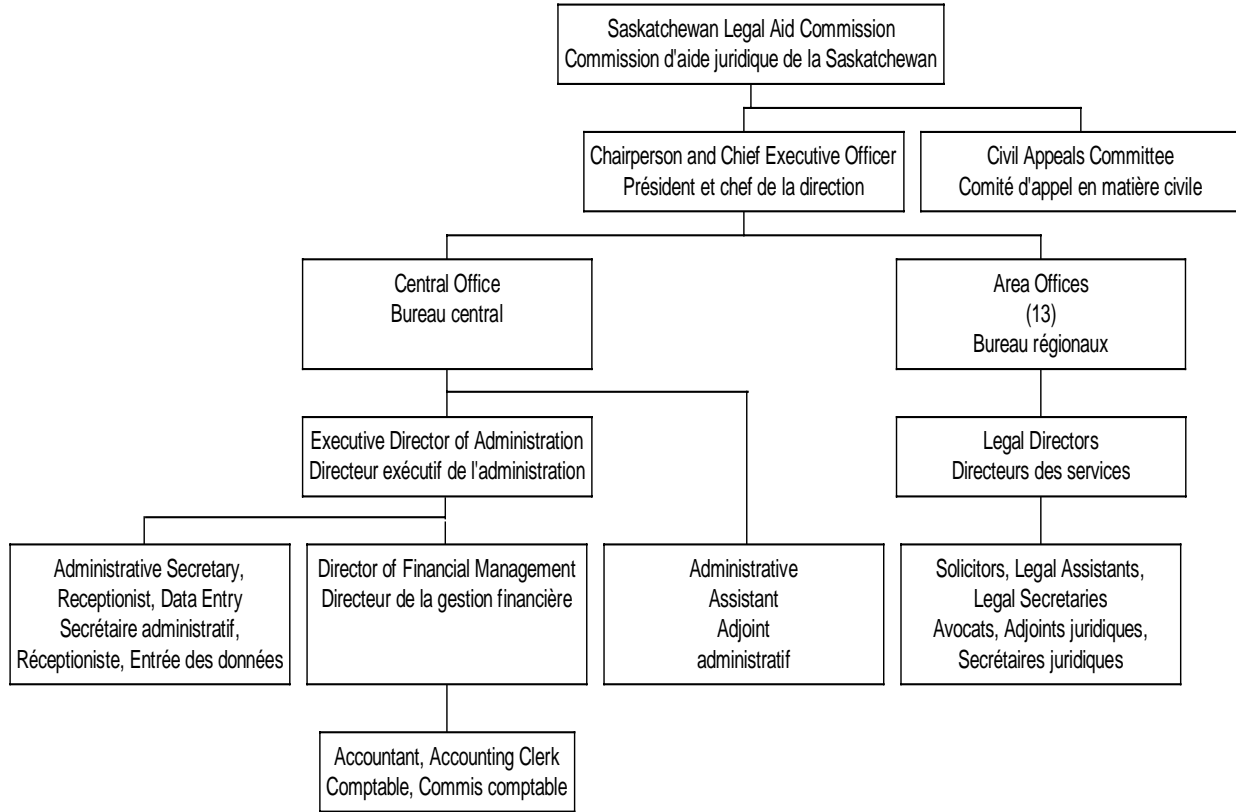 Saskatchewan Legal Aid Commission
Commission d'aide juridique de la Saskatchewan
Chairperson and Chief Executive Officer
Président et chef de la direction
Civil Appeals Committee
Comité d'appel en matière civile
Central Office
Bureau central
Area Offices
(13)
Bureau régionaux
Executive Director of Administration
Directeur exécutif de l'administration
Legal Directors
Directeurs des services
Administrative Secretary,
Receptionist, Data Entry
Secrétaire administratif,
Réceptioniste, Entrée des données
Director of Financial Management
Directeur de la gestion financière
Administrative
Assistant
Adjoint
administratif
Solicitors, Legal Assistants,
Legal Secretaries
Avocats, Adjoints juridiques,
Secrétaires juridiques
Accountant, Accounting Clerk
Comptable, Commis comptable